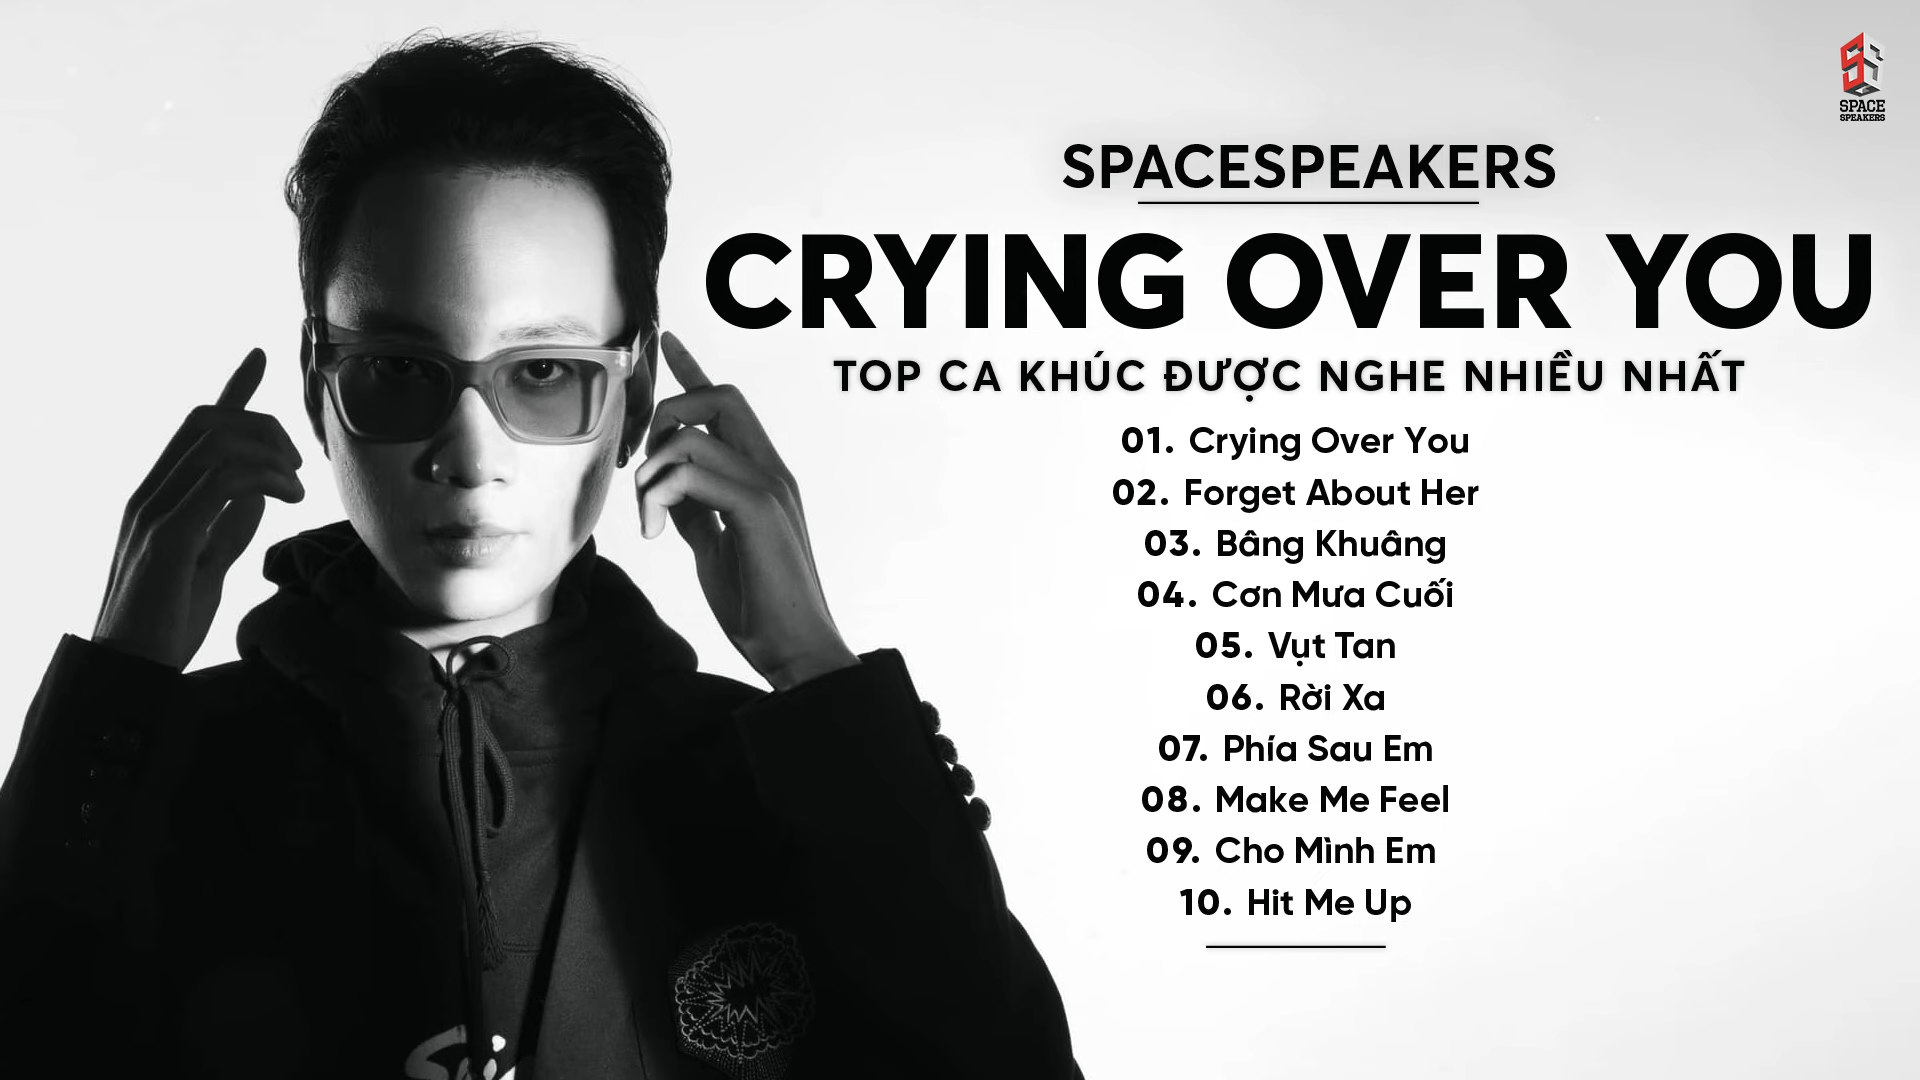 SPACE
SPEAKERS
SPACESPEAKERS
CRYING OVER YOU
TOP CA KHÚC ĐƯỢC NGHE NHIỀU NHẤT
01. Crying Over You
02. Forget About Her
03. Bâng Khuâng
04. Cơn Mưa Cuối
05. Vụt Tan
06. Rời Xa
07. Phía Sau Em
08. Make Me Feel
09. Cho Mình Em
10. Hit Me Up